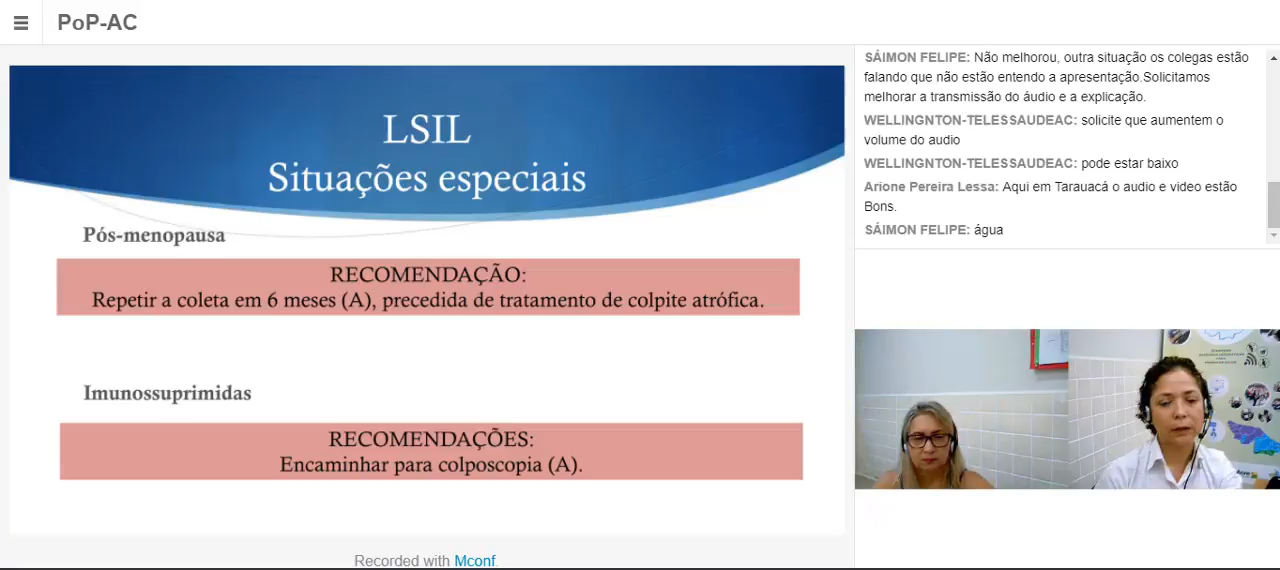 PoP-AC
LSIL
Situações especiais
Pós-menopausa
RECOMENDAÇÃO:
Repetir a coleta em 6 meses (A), precedida de tratamento de colpite atrófica.
Imunossuprimidas
RECOMENDAÇÕES:
Encaminhar para colposcopia (A).
Recorded with Mconf.
SÁIMON FELIPE: Não melhorou, outra situação os colegas estão
falando que não estão entendo a apresentação.Solicitamos
melhorar a transmissão do áudio e a explicação.
WELLINGNTON-TELESSAUDEAC: solicite que aumentem o
volume do audio
WELLINGNTON-TELESSAUDEAC: pode estar baixo
Arione Pereira Lessa: Aqui em Tarauacá o audio e video estão
Bons.
SÁIMON FELIPE: água